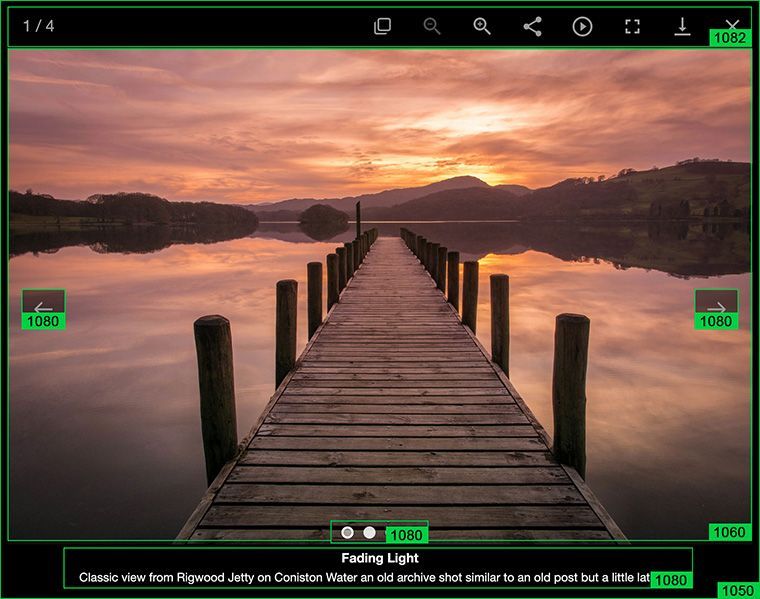 1 / 4
1082
1080
1080
1080
1060
Fading Light
Classic view from Rigwood Jetty on Coniston Water an old archive shot similar to an old post but a little
1080
1050